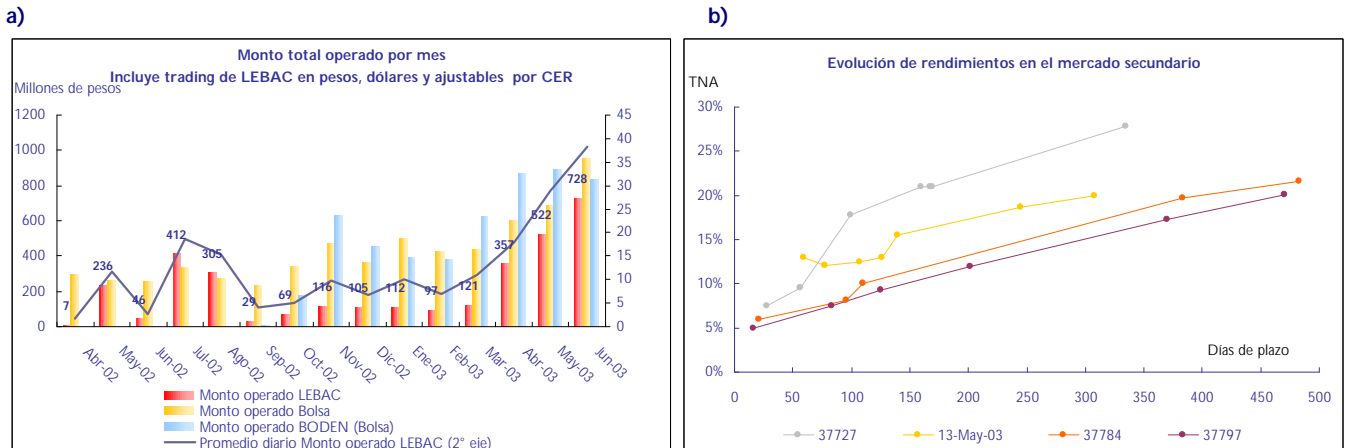 a)
b)
Monto total operado por mes
Incluye trading de LEBAC en pesos, dólares y ajustables por CER
Millones de pesos
1200
1000
800
600
400
200
0
45
40
35
30
25
20
15
10
5
0
7
236
46
412
305
29
69
116
105
112
97
121
357
522
728
Abr-02
May-02
Jun-02
Jul-02
Ago-02
Sep-02
Oct-02
Nov-02
Dic-02
Ene-03
Feb-03
Mar-03
Abr-03
May-03
Jun-03
Monto operado LEBAC
Monto operado Bolsa
Monto operado BODEN (Bolsa)
Promedio diario Monto operado LEBAC (2° eje)
Evolución de rendimientos en el mercado secundario
TNA
30%
25%
20%
15%
10%
5%
0%
Días de plazo
0 50 100 150 200 250 300 350 400 450 500
37727 13-May-03 37784 37797